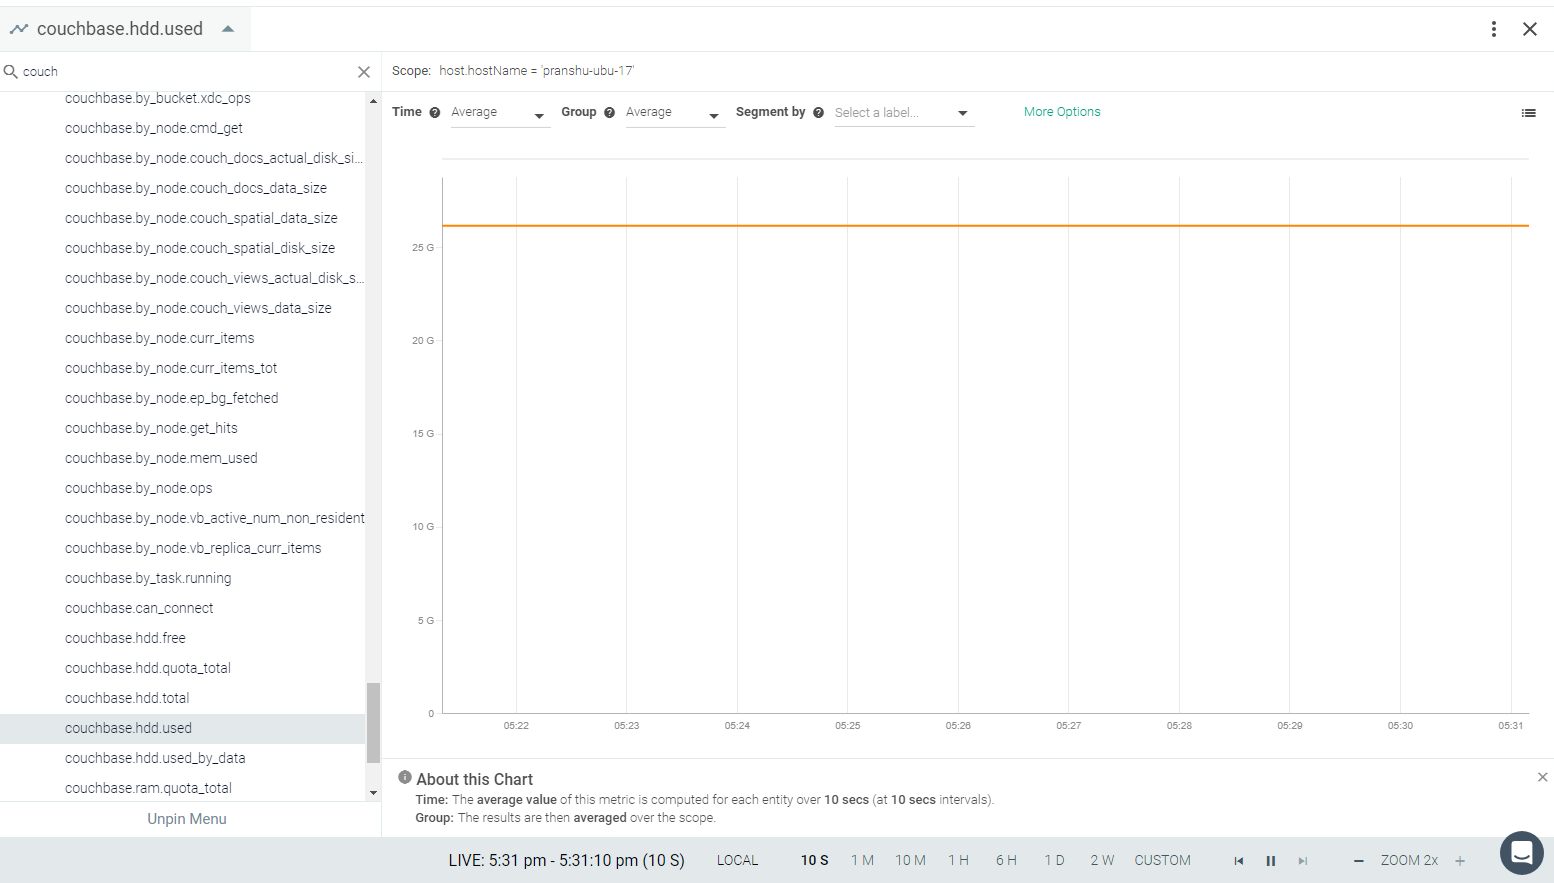 couchbase.hdd.used
couch
couchbase.by_bucket.xdc_ops
couchbase.by_node.cmd_get
couchbase.by_node.couch_docs_actual_disk_si...
couchbase.by_node.couch_docs_data_size
couchbase.by_node.couch_spatial_data_size
couchbase.by_node.couch_spatial_disk_size
couchbase.by_node.couch_views_actual_disk_s...
couchbase.by_node.couch_views_data_size
couchbase.by_node.curr_items
couchbase.by_node.curr_items_tot
couchbase.by_node.ep_bg_fetched
couchbase.by_node.get_hits
couchbase.by_node.mem_used
couchbase.by_node.ops
couchbase.by_node.vb_active_num_non_resident
couchbase.by_node.vb_replica_curr_items
couchbase.by_task.running
couchbase.can_connect
couchbase.hdd.free
couchbase.hdd.quota_total
couchbase.hdd.total
couchbase.hdd.used
couchbase.hdd.used_by_data
couchbase.ram.quota_total
Unpin Menu
Scope: host.hostName = 'pranshu-ubu-17'
Time ? Average Group ? Average Segment by ? Select a label... More Options
25 G
20 G
15 G
10 G
5 G
0
05:22 05:23 05:24 05:25 05:26 05:27 05:28 05:29 05:30 05:31
About this Chart
Time: The average value of this metric is computed for each entity over 10 secs (at 10 secs intervals).
Group: The results are then averaged over the scope.
LIVE: 5:31 pm - 5:31:10 pm (10 S) LOCAL 10 S 1 M 10 M 1 H 6 H 1 D 2 W CUSTOM ZOOM 2x